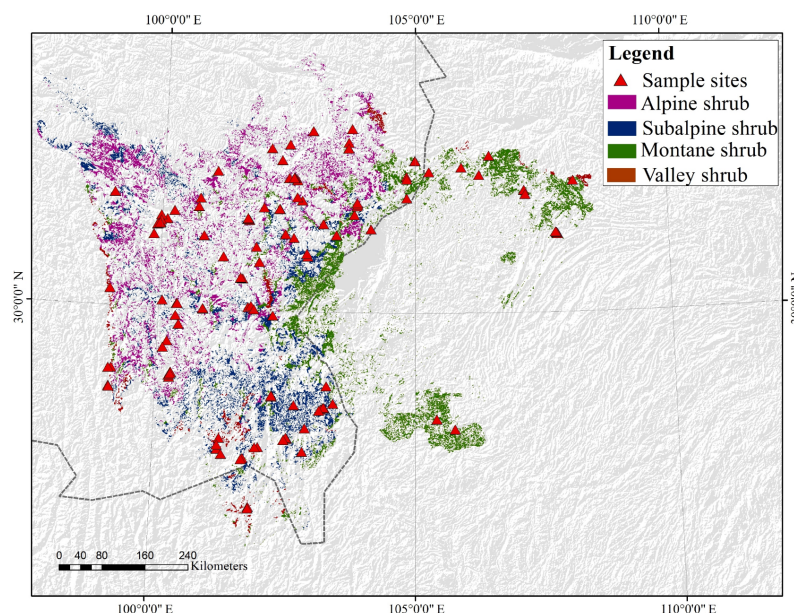 100°0'0" E
105°0'0" E
110°0'0" E
Legend
Sample sites
Alpine shrub
Subalpine shrub
Montane shrub
Valley shrub
30°0'0" N
0 40 80 160 240
Kilometers
100°0'0" E
105°0'0" E
110°0'0" E